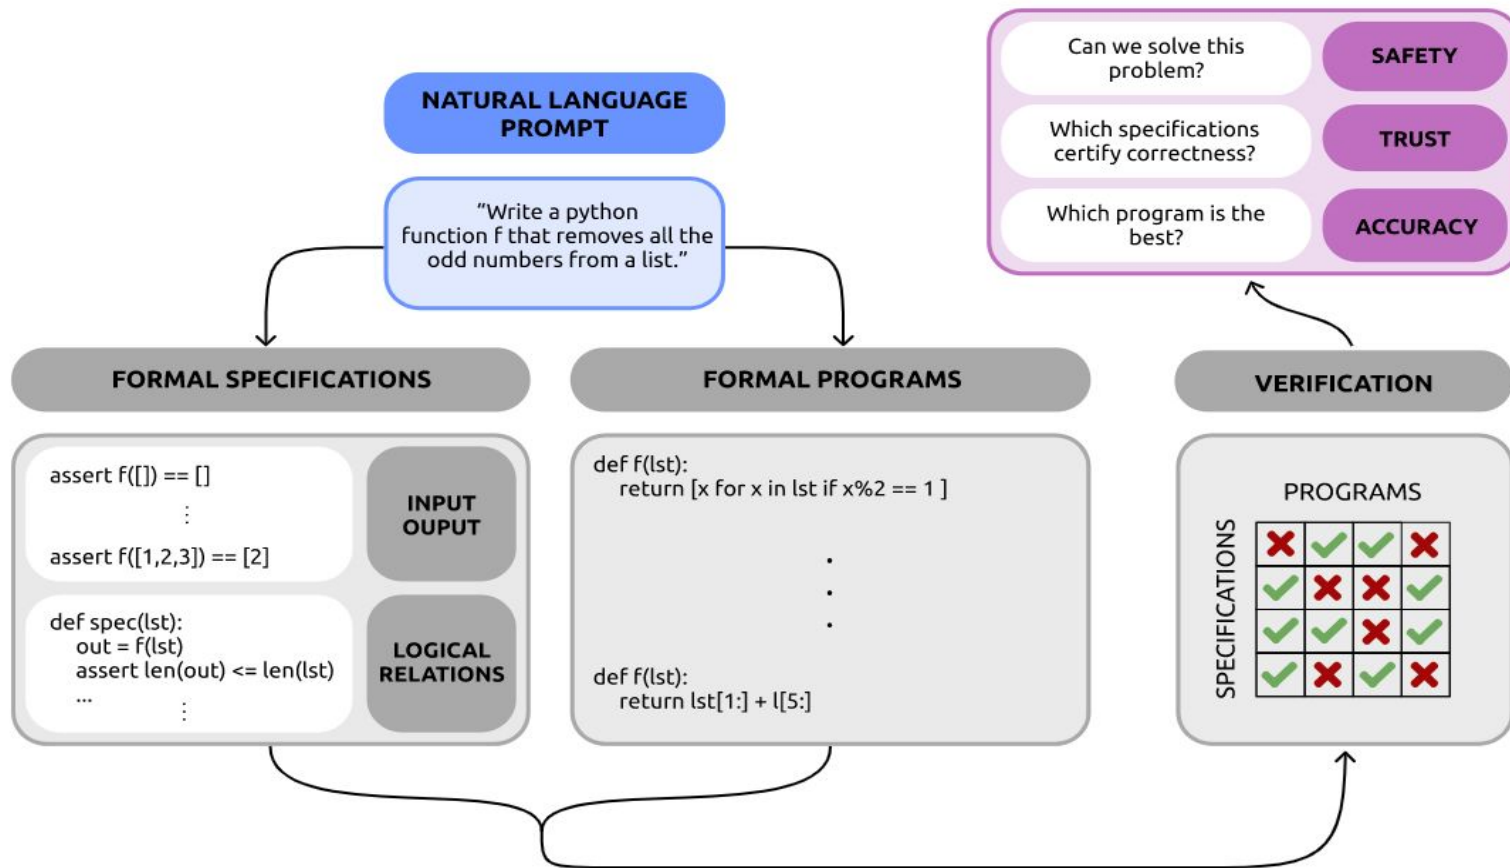 NATURAL LANGUAGE
PROMPT
“Write a python
function f that removes all the
odd numbers from a list.”
Can we solve this
problem?
SAFETY
Which specifications
certify correctness?
TRUST
Which program is the
best?
ACCURACY
FORMAL SPECIFICATIONS
assert f([]) == []
⋮
assert f([1,2,3]) == [2]
INPUT
OUPUT
def spec(lst):
out = f(lst)
assert len(out) <= len(lst)
...
⋮
LOGICAL
RELATIONS
FORMAL PROGRAMS
def f(lst):
return [x for x in lst if x%2 == 1 ]
.
.
.
def f(lst):
return lst[1:] + l[5:]
VERIFICATION
PROGRAMS
SPECIFICATIONS